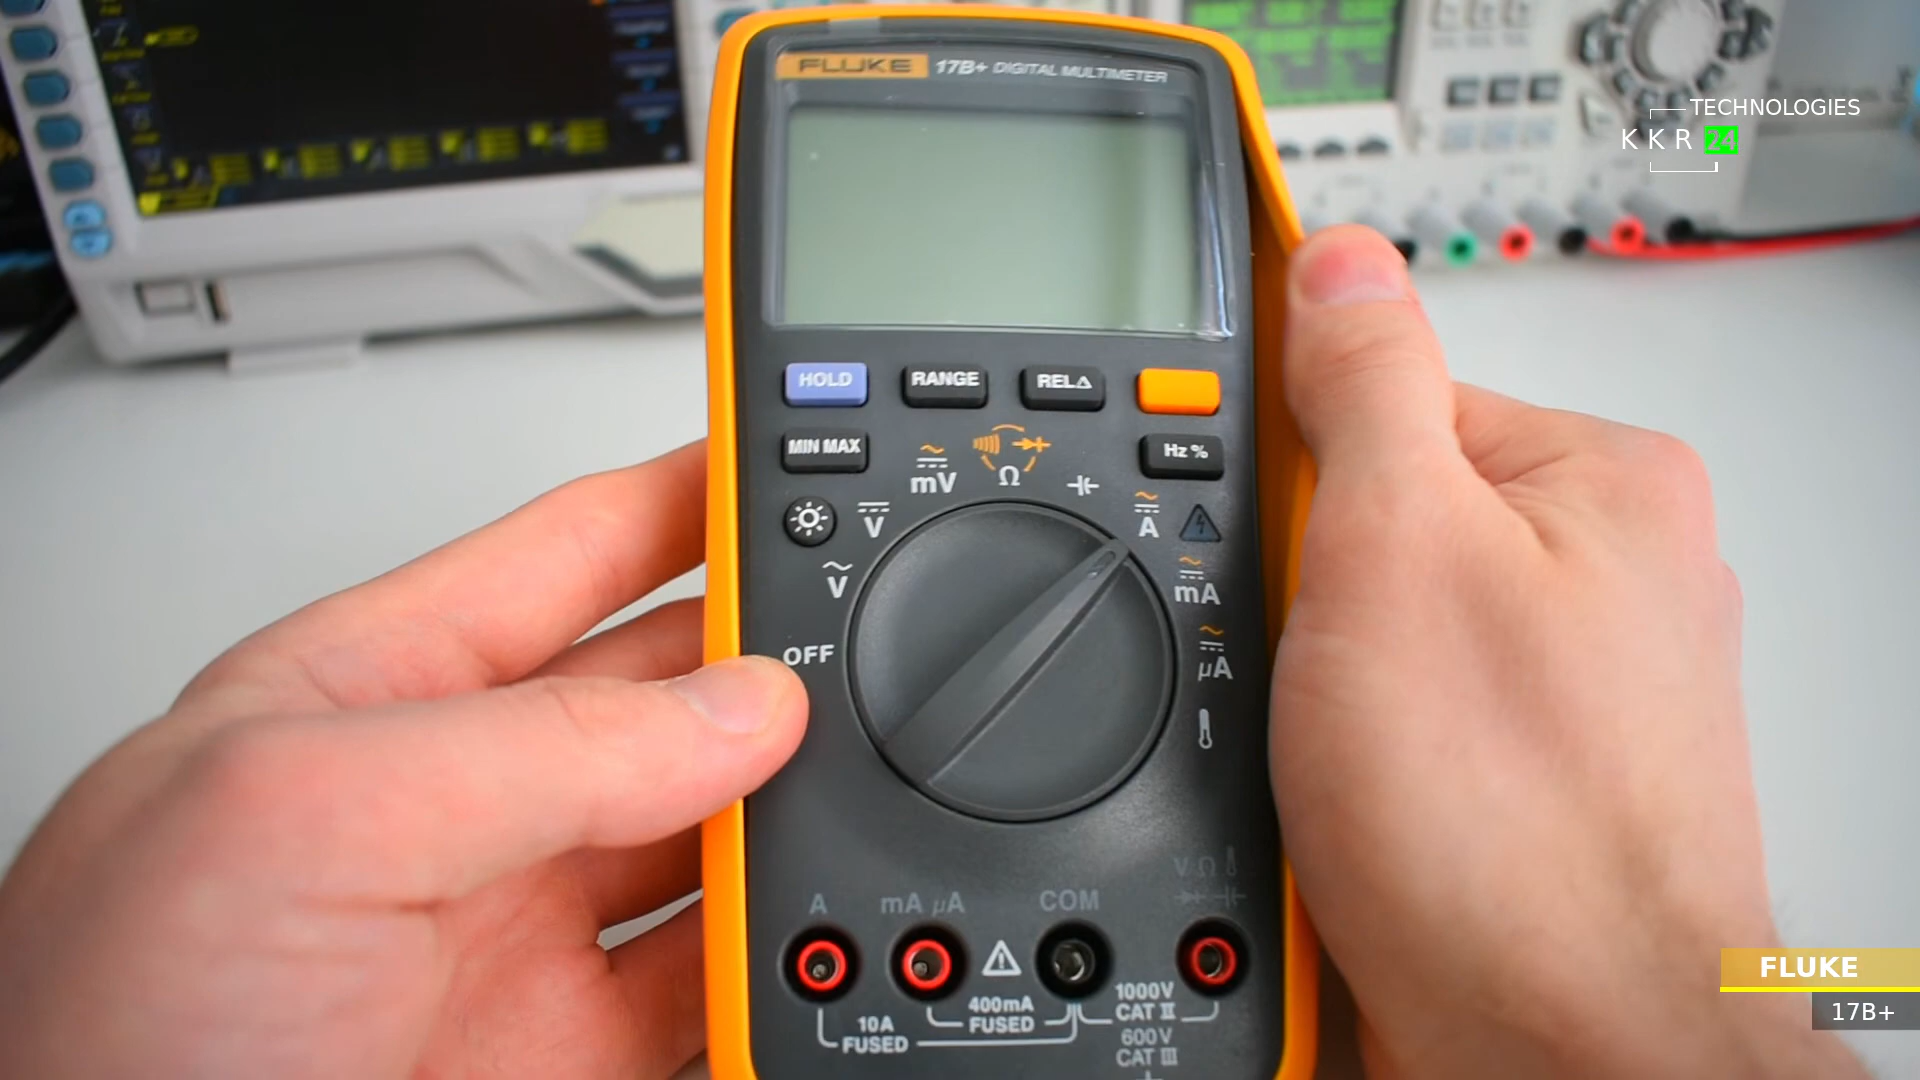 FLUKE 17B+ DIGITAL MULTIMETER
TECHNOLOGIES
KKR 24
HOLD RANGE REL∆
MIN MAX Hz %
mV Ω
V A
V mA
OFF µA
A mA µA COM VΩ
10A FUSED
400mA FUSED
1000V CAT II
600V CAT III
FLUKE
17B+